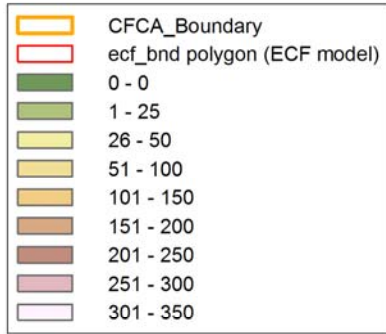 CFCA_Boundary
ecf_bnd polygon (ECF model)
0 - 0
1 - 25
26 - 50
51 - 100
101 - 150
151 - 200
201 - 250
251 - 300
301 - 350